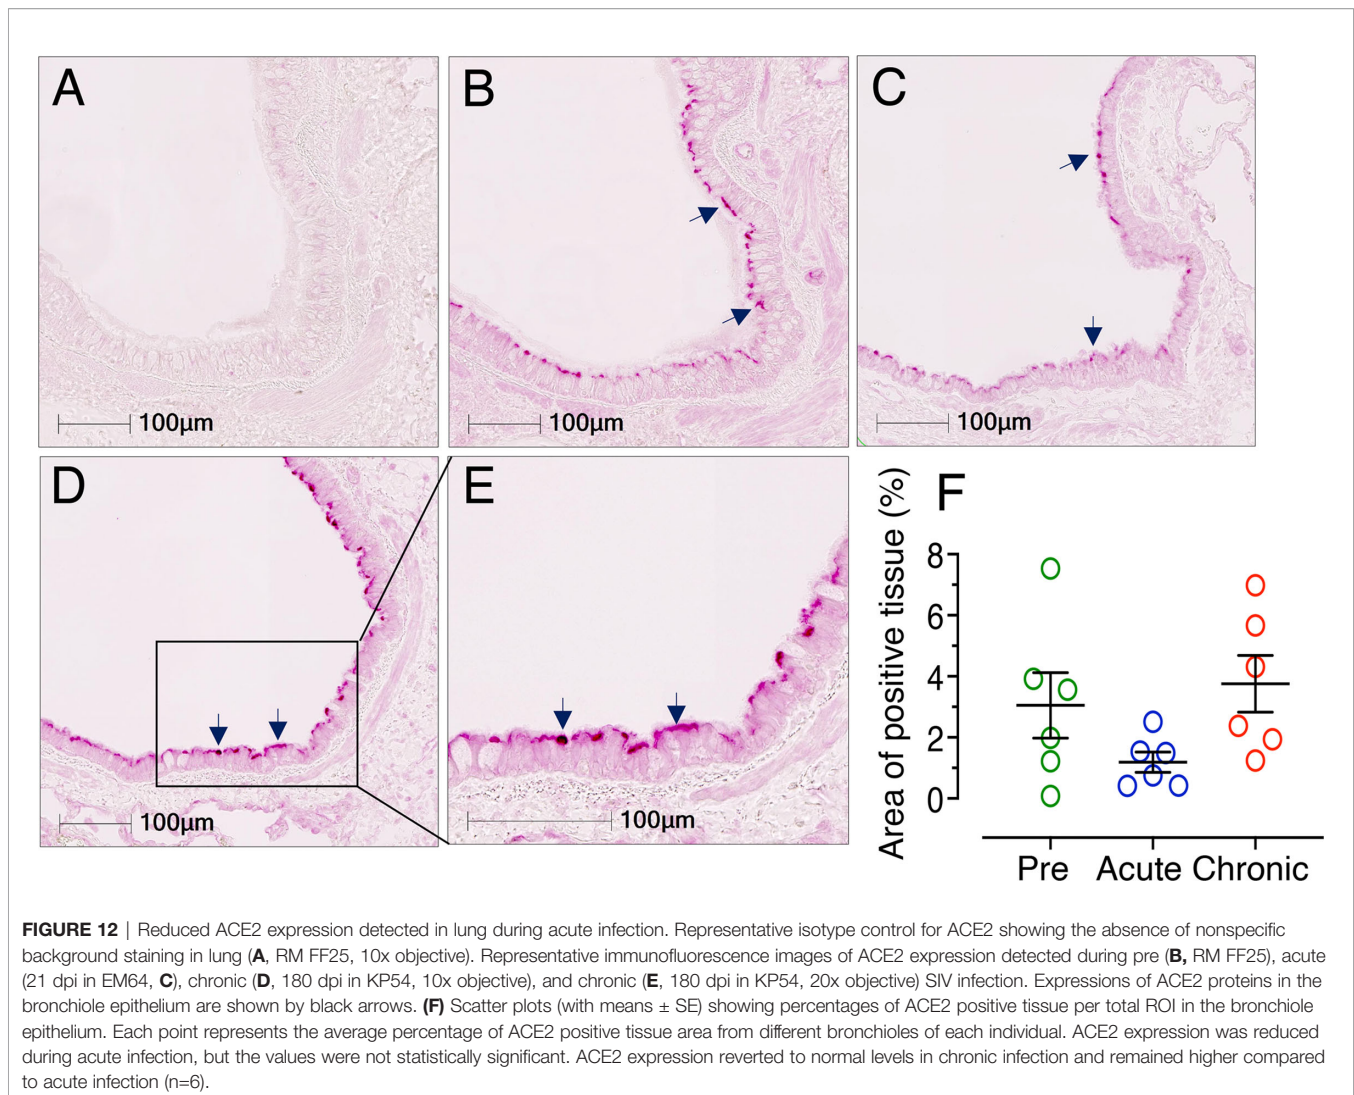 A
B
C
100µm
100µm
100µm
D
E
F
100µm
100µm
Area of positive tissue (%)
8
6
4
2
0
Pre Acute Chronic
FIGURE 12 | Reduced ACE2 expression detected in lung during acute infection. Representative isotype control for ACE2 showing the absence of nonspecific
background staining in lung (A, RM FF25, 10x objective). Representative immunofluorescence images of ACE2 expression detected during pre (B, RM FF25), acute
(21 dpi in EM64, C), chronic (D, 180 dpi in KP54, 10x objective), and chronic (E, 180 dpi in KP54, 20x objective) SIV infection. Expressions of ACE2 proteins in the
bronchiole epithelium are shown by black arrows. (F) Scatter plots (with means ± SE) showing percentages of ACE2 positive tissue per total ROI in the bronchiole
epithelium. Each point represents the average percentage of ACE2 positive tissue area from different bronchioles of each individual. ACE2 expression was reduced
during acute infection, but the values were not statistically significant. ACE2 expression reverted to normal levels in chronic infection and remained higher compared
to acute infection (n=6).